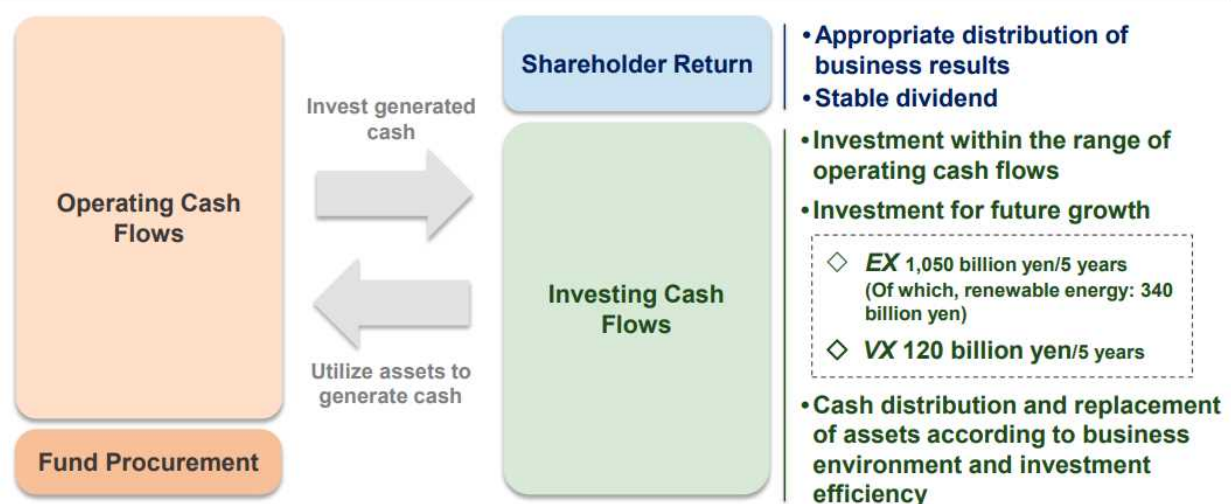 Operating Cash
Flows
Fund Procurement
Invest generated
cash
Utilize assets to
generate cash
Shareholder Return
Investing Cash
Flows
•Appropriate distribution of
business results
•Stable dividend
•Investment within the range of
operating cash flows
•Investment for future growth
◇ EX 1,050 billion yen/5 years
(Of which, renewable energy: 340
billion yen)
◇ VX 120 billion yen/5 years
•Cash distribution and replacement
of assets according to business
environment and investment
efficiency